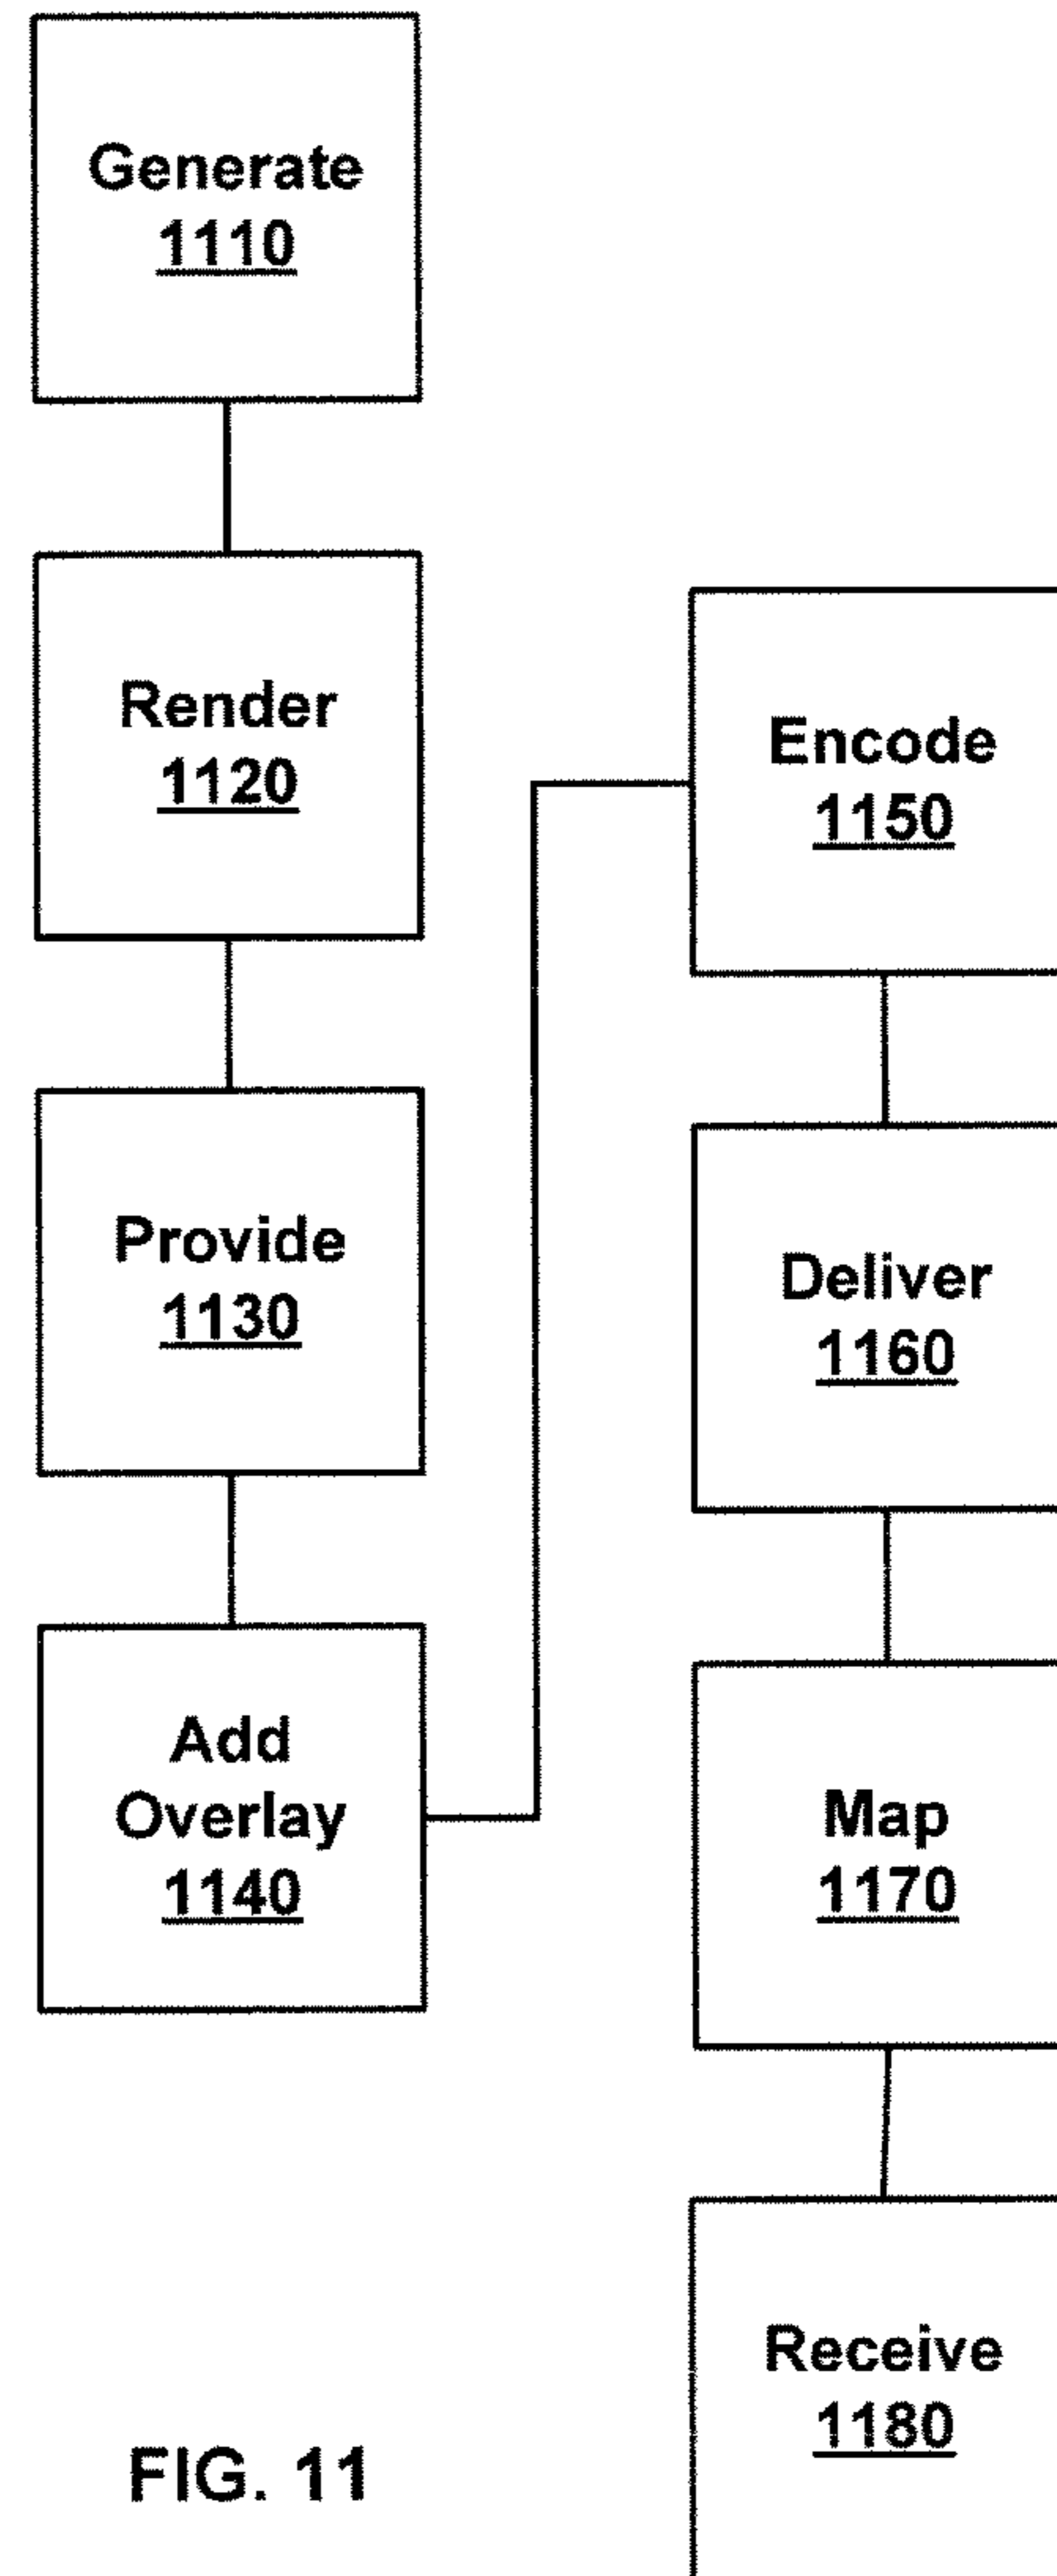 Generate
1110
Render
1120
Provide
1130
Add
Overlay
1140
Encode
1150
Deliver
1160
Map
1170
Receive
1180
FIG. 11